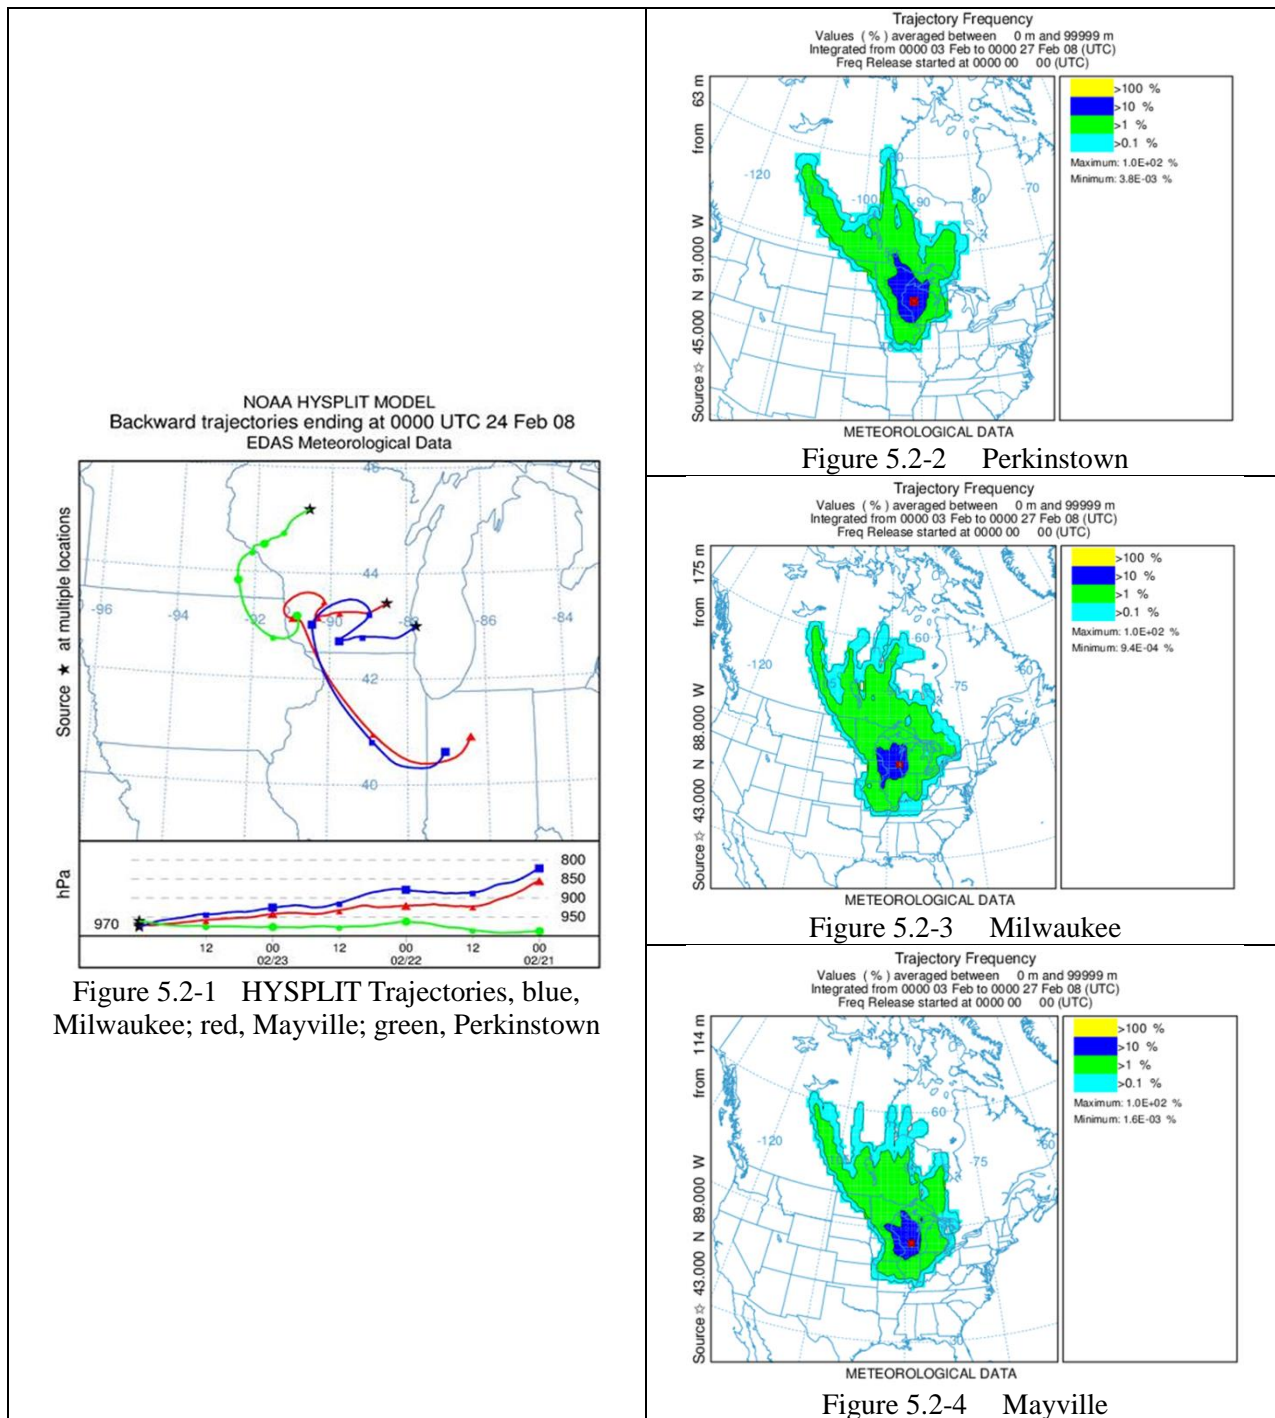 NOAA HYSPLIT MODEL
Backward trajectories ending at 0000 UTC 24 Feb 08
EDAS Meteorological Data
Source ★ at multiple locations
46
44
42
40
-96
-94
-92
-90
-88
-86
-84
hPa
970
800
850
900
950
12 00 12 00 12 00
02/23 02/22 02/21
Figure 5.2-1 HYSPLIT Trajectories, blue,
Milwaukee; red, Mayville; green, Perkinstown
Trajectory Frequency
Values ( % ) averaged between 0 m and 99999 m
Integrated from 0000 03 Feb to 0000 27 Feb 08 (UTC)
Freq Release started at 0000 00 00 (UTC)
Source ☆ 45.000 N 91.000 W from 63 m
-120
-100
-90
-80
-70
>100 %
>10 %
>1 %
>0.1 %
Maximum: 1.0E+02 %
Minimum: 3.8E-03 %
METEOROLOGICAL DATA
Figure 5.2-2 Perkinstown
Trajectory Frequency
Values ( % ) averaged between 0 m and 99999 m
Integrated from 0000 03 Feb to 0000 27 Feb 08 (UTC)
Freq Release started at 0000 00 00 (UTC)
Source ☆ 43.000 N 88.000 W from 175 m
-120
60
-60
-75
30
>100 %
>10 %
>1 %
>0.1 %
Maximum: 1.0E+02 %
Minimum: 9.4E-04 %
METEOROLOGICAL DATA
Figure 5.2-3 Milwaukee
Trajectory Frequency
Values ( % ) averaged between 0 m and 99999 m
Integrated from 0000 03 Feb to 0000 27 Feb 08 (UTC)
Freq Release started at 0000 00 00 (UTC)
Source ☆ 43.000 N 89.000 W from 114 m
-120
60
-60
-75
30
>100 %
>10 %
>1 %
>0.1 %
Maximum: 1.0E+02 %
Minimum: 1.6E-03 %
METEOROLOGICAL DATA
Figure 5.2-4 Mayville